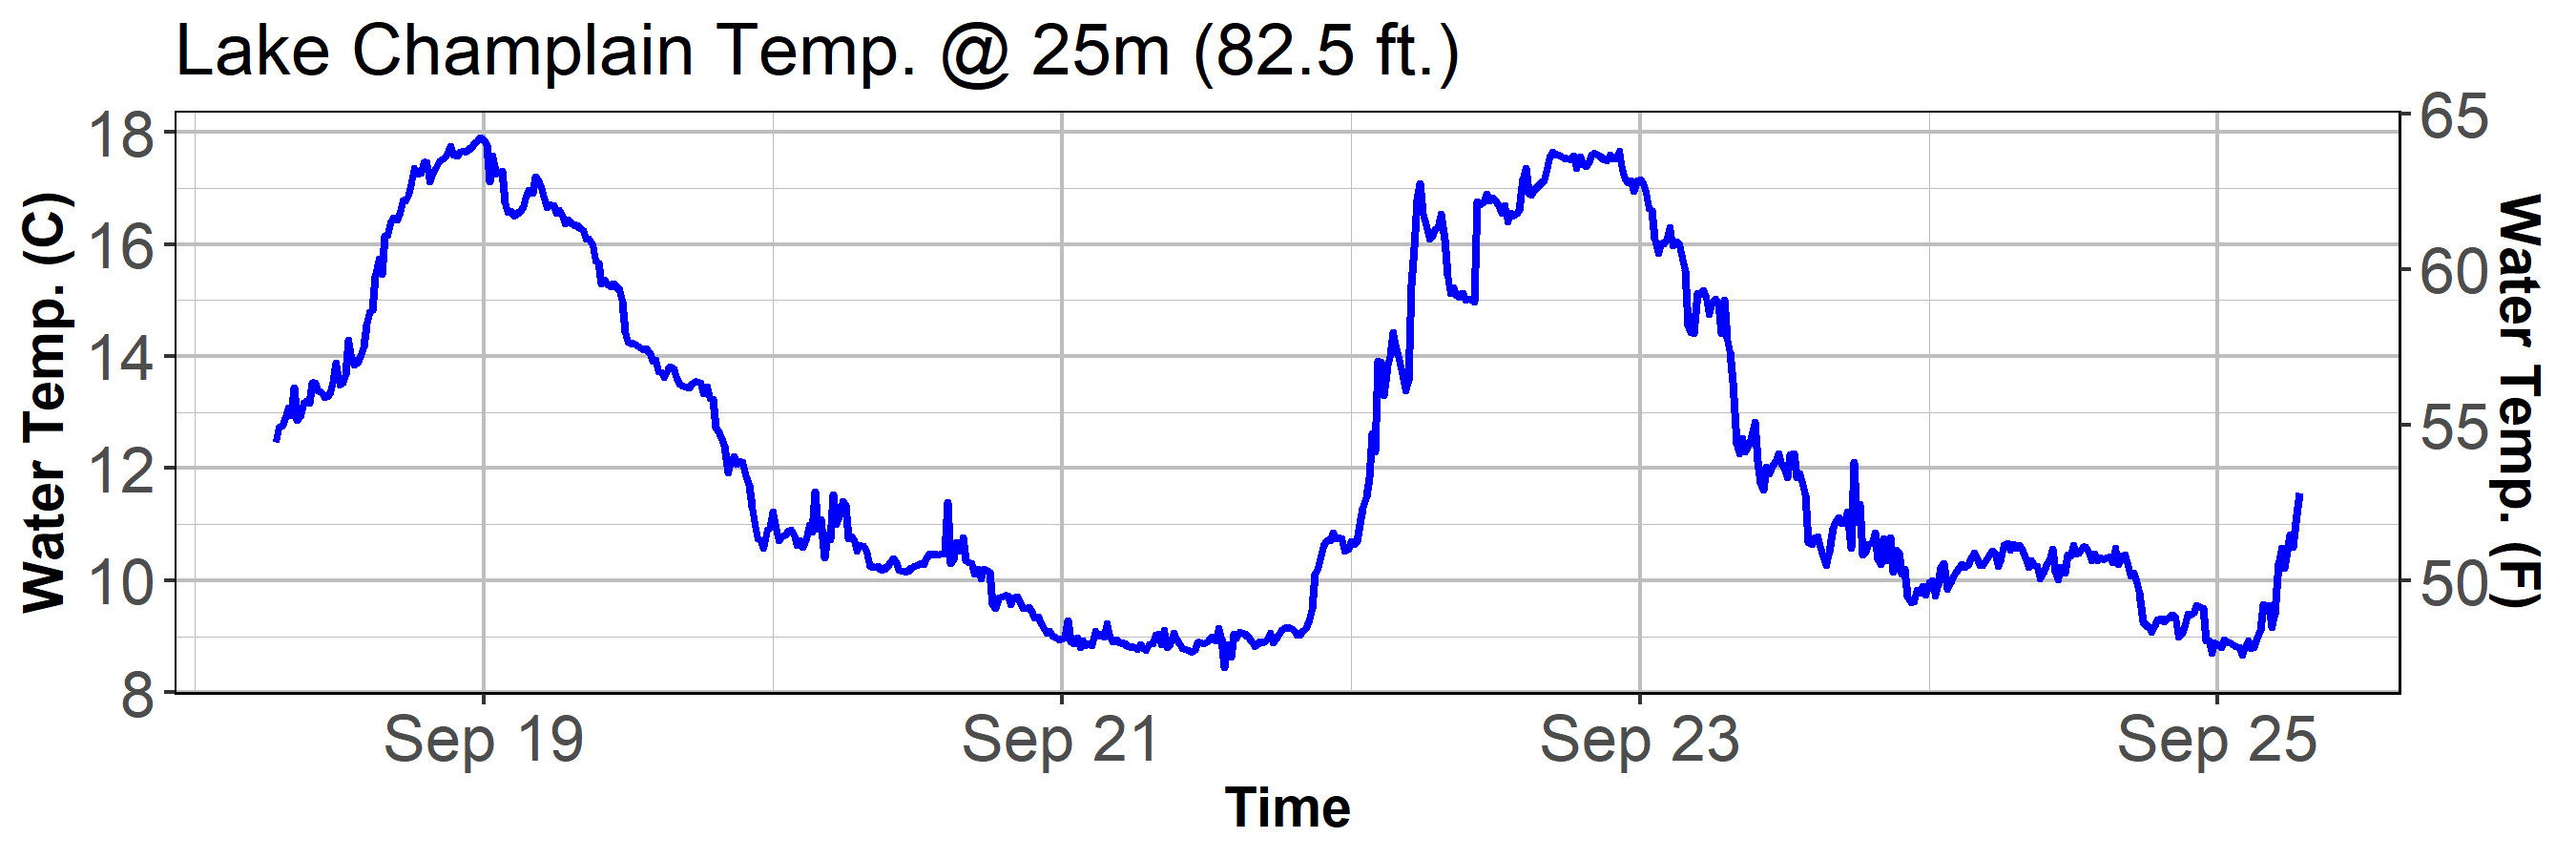 Lake Champlain Temp. @ 25m (82.5 ft.)
Water Temp. (C)
18
16
14
12
10
8
65
60
55
50
Water Temp. (F)
Sep 19
Sep 21
Sep 23
Sep 25
Time